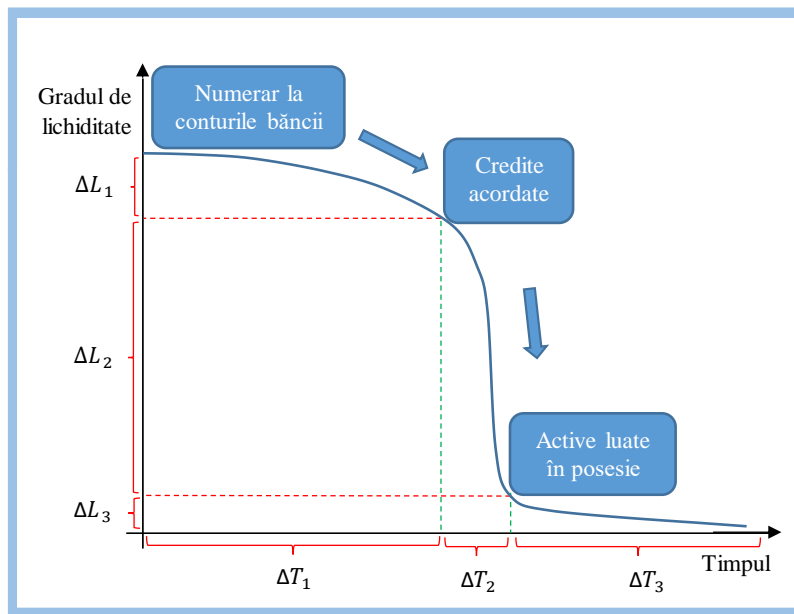 Gradul de
lichiditate
Numerar la
conturile băncii
Credite
acordate
Active luate
în posesie
ΔL₁
ΔL₂
ΔL₃
ΔT₁
ΔT₂
ΔT₃
Timpul